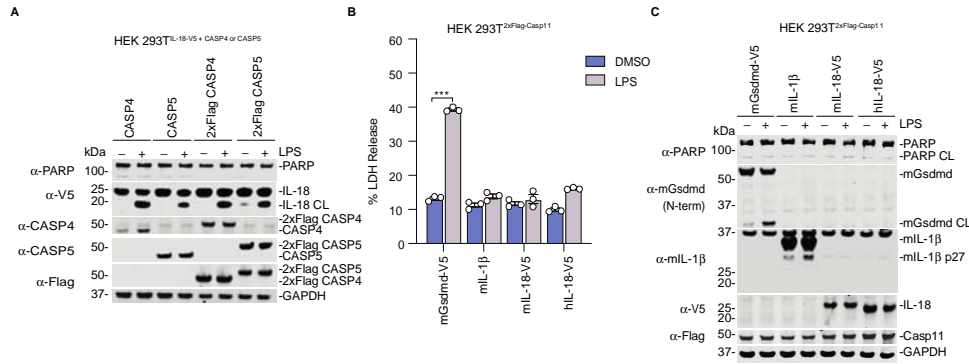 A
HEK 293T^IL-18-V5 + CASP4 or CASP5
CASP4
CASP5
2xFlag CASP4
2xFlag CASP5
– + – + – + – + LPS
kDa
α-PARP
100-
-PARP
α-V5
25-
20-
-IL-18
-IL-18 CL
α-CASP4
50-
-2xFlag CASP4
-CASP4
α-CASP5
50-
-2xFlag CASP5
-CASP5
α-Flag
50-
-2xFlag CASP5
-2xFlag CASP4
37-
-GAPDH
B
HEK 293T^2xFlag-Casp11
% LDH Release
60
50
40
30
20
10
0
***
DMSO
LPS
mGsdmd-V5
mIL-1β
mIL-18-V5
hIL-18-V5
C
HEK 293T^2xFlag-Casp11
mGsdmd-V5
mIL-1β
mIL-18-V5
hIL-18-V5
– + – + – + – + LPS
kDa
α-PARP
100-
-PARP
-PARP CL
α-mGsdmd
(N-term)
50-
37-
-mGsdmd
-mGsdmd CL
α-mIL-1β
37-
25-
20-
-mIL-1β
-mIL-1β p27
α-V5
25-
20-
-IL-18
α-Flag
50-
-Casp11
37-
-GAPDH